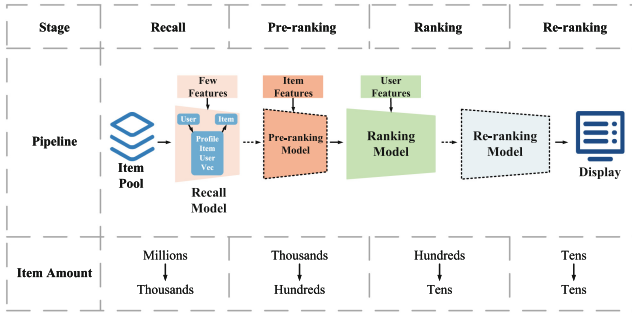 Stage Recall Pre-ranking Ranking Re-ranking
Pipeline
Item
Pool
Few
Features
User Item
Profile
Item
User
Vec
Recall
Model
Item
Features
Pre-ranking
Model
User
Features
Ranking
Model
Re-ranking
Model
Display
Item Amount
Millions
Thousands
Thousands
Hundreds
Hundreds
Tens
Tens
Tens